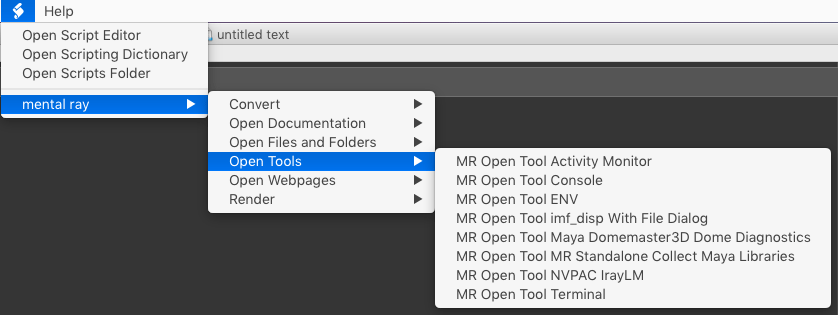 Help
untitled text
Open Script Editor
Open Scripting Dictionary
Open Scripts Folder
mental ray
Convert
Open Documentation
Open Files and Folders
Open Tools
Open Webpages
Render
MR Open Tool Activity Monitor
MR Open Tool Console
MR Open Tool ENV
MR Open Tool imf_disp With File Dialog
MR Open Tool Maya Domemaster3D Dome Diagnostics
MR Open Tool MR Standalone Collect Maya Libraries
MR Open Tool NVPAC IrayLM
MR Open Tool Terminal